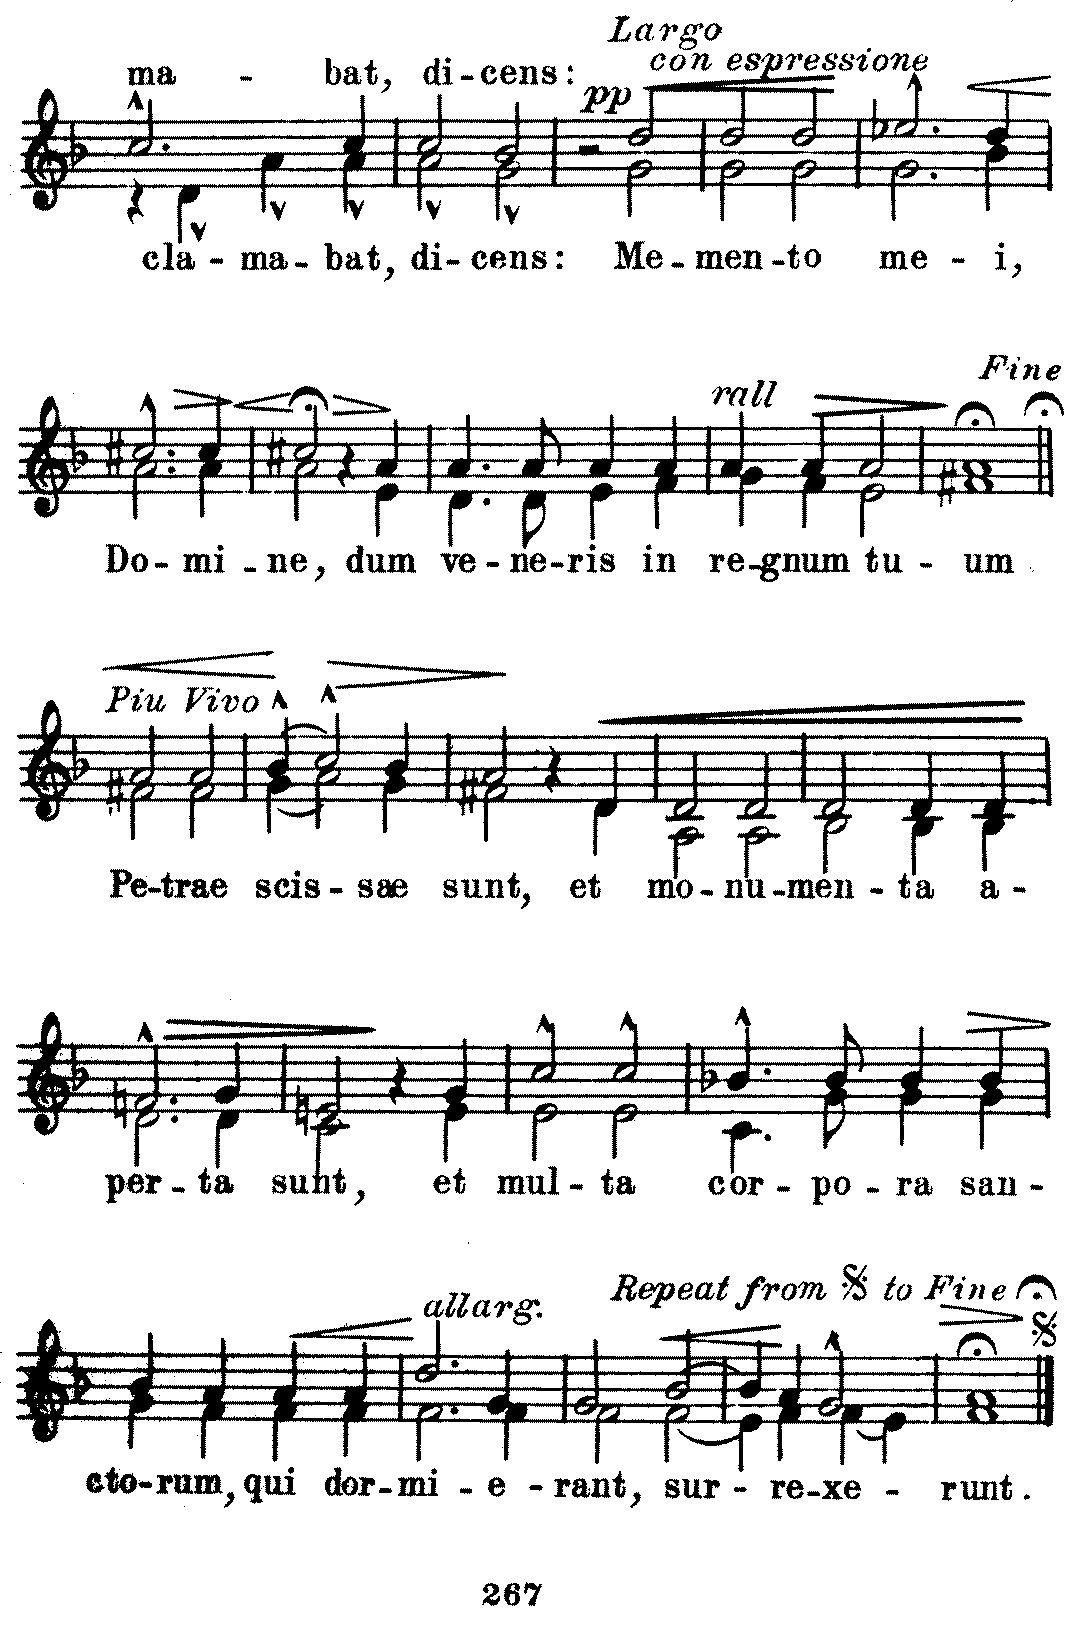 Largo
con espressione
ma - bat, di-cens:
pp
cla - ma - bat, di - cens: Me - men - to me - i,
Fine
rall
Do - mi - ne, dum ve - ne - ris in re - gnum tu - um
Piu Vivo
Pe - trae scis - sæ sunt, et mo - nu - men - ta a -
per - ta sunt, et mul - ta cor - po - ra san -
Repeat from 𝄋 to Fine
allarg.
cto - rum, qui dor - mi - e - rant, sur - re - xe - runt.
267